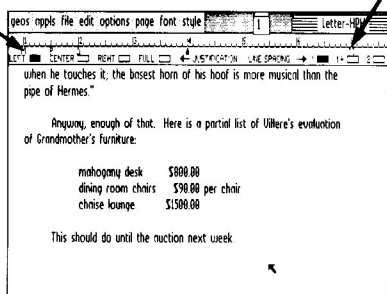 geos appls file edit options page font style 1 Letter-HP
LEFT CENTER RIGHT FULL ← JUSTIFICATION LINE SPACING → 1 1+ 2
when he touches it; the basest horn of his hoof is more musical than the
pipe of Hermes."
Anyway, enough of that. Here is a partial list of Villere's evaluation
of Grandmother's furniture:
mahogany desk $800.00
dining room chairs $90.00 per chair
chaise lounge $1500.00
This should do until the auction next week.